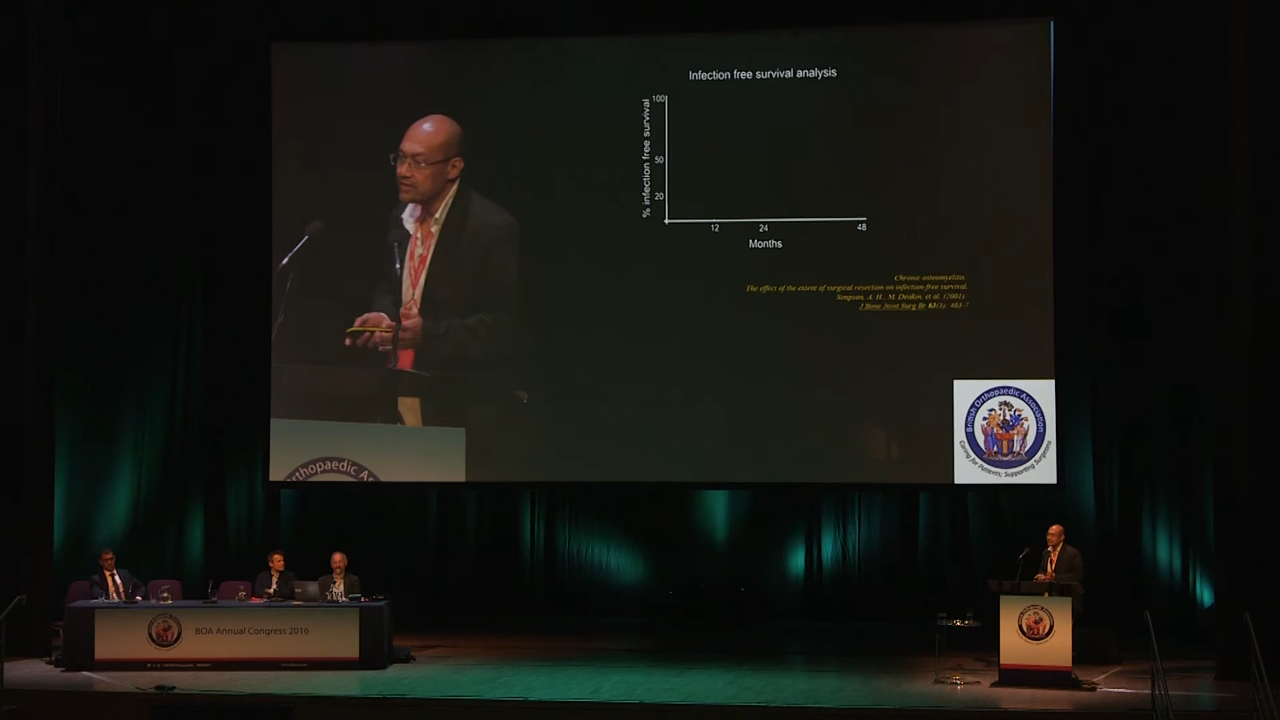 Infection free survival analysis
% infection free survival
100
50
20
12 24 48
Months
Chronic osteomyelitis.
The effect of the extent of surgical resection on infection-free survival.
Simpson, A. H., M. Deakin, et al. (2001).
J Bone Joint Surg Br 83(3): 403-7
British Orthopaedic Association
Caring for Patients; Supporting Surgeons
rthopaedic As
BOA Annual Congress 2016